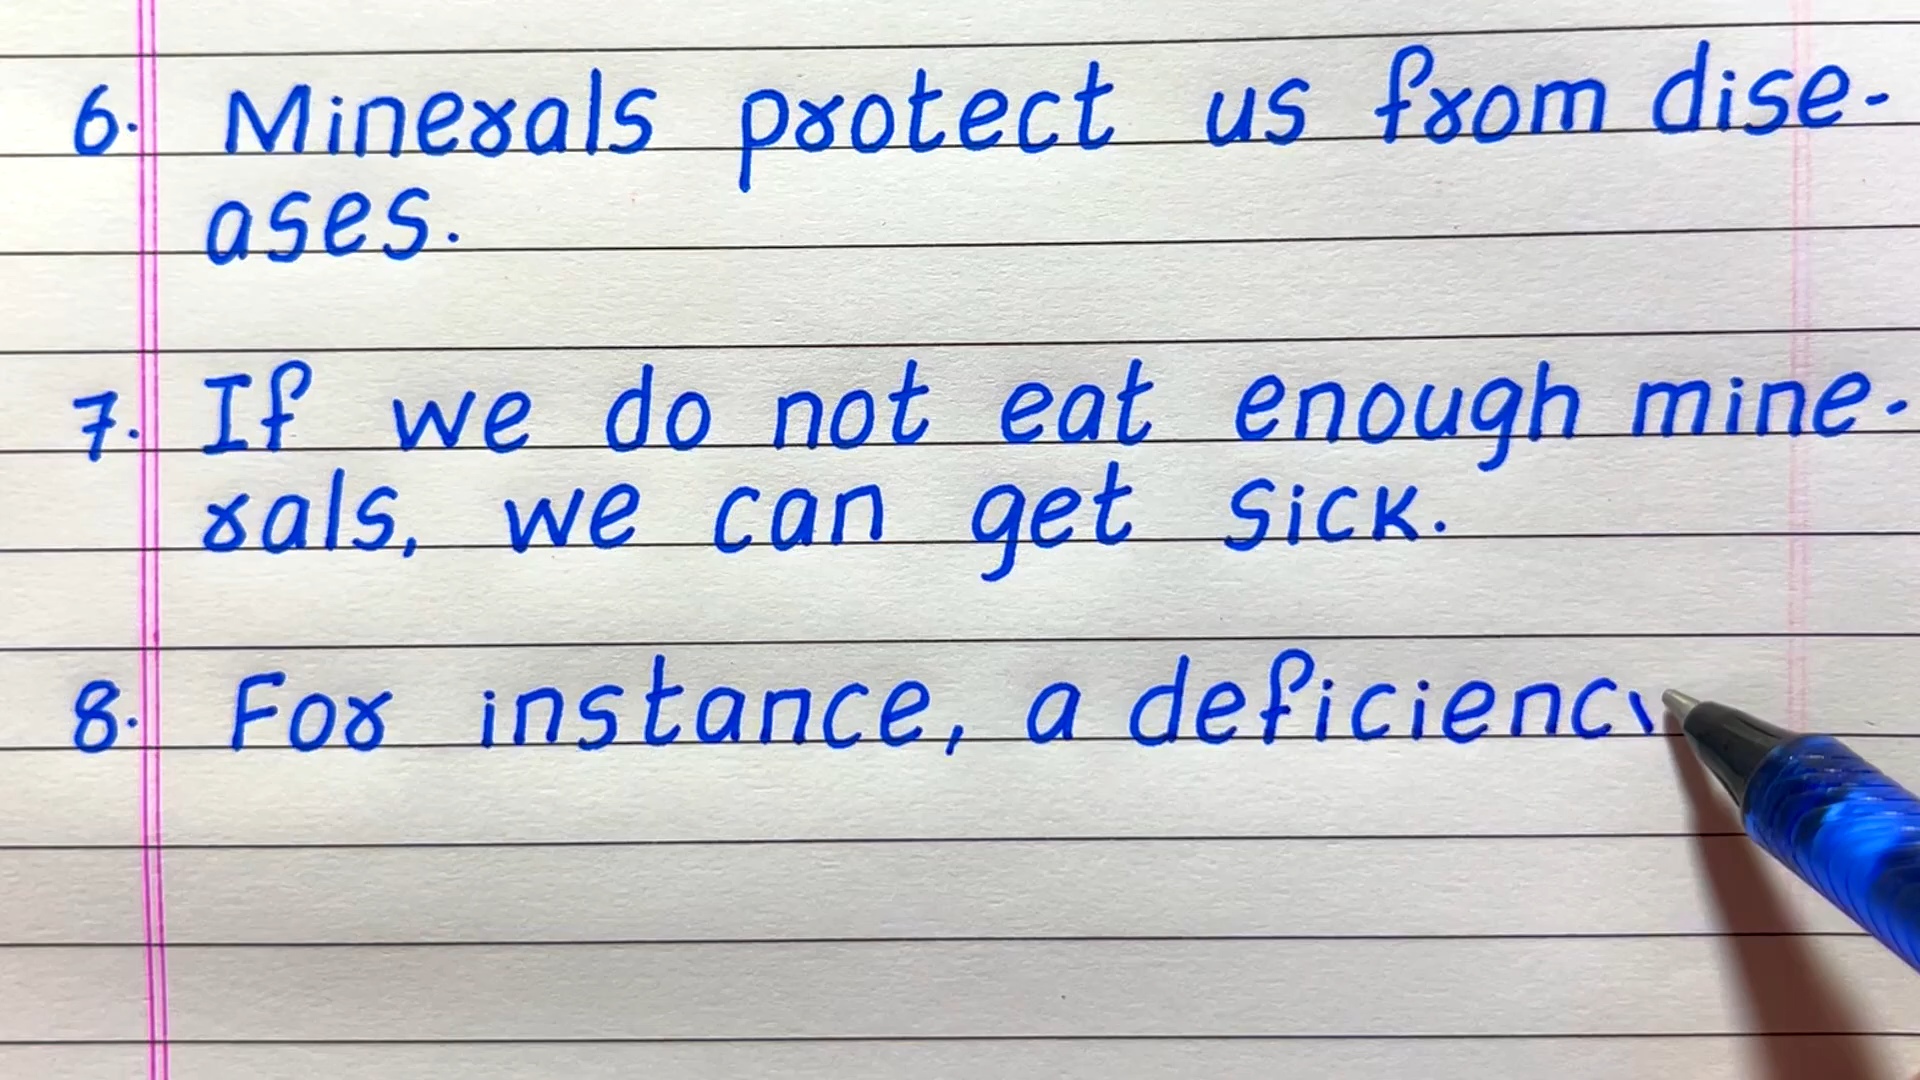 6. Minerals protect us from dise-
ases.
7. If we do not eat enough mine-
rals, we can get sick.
8. For instance, a deficienc